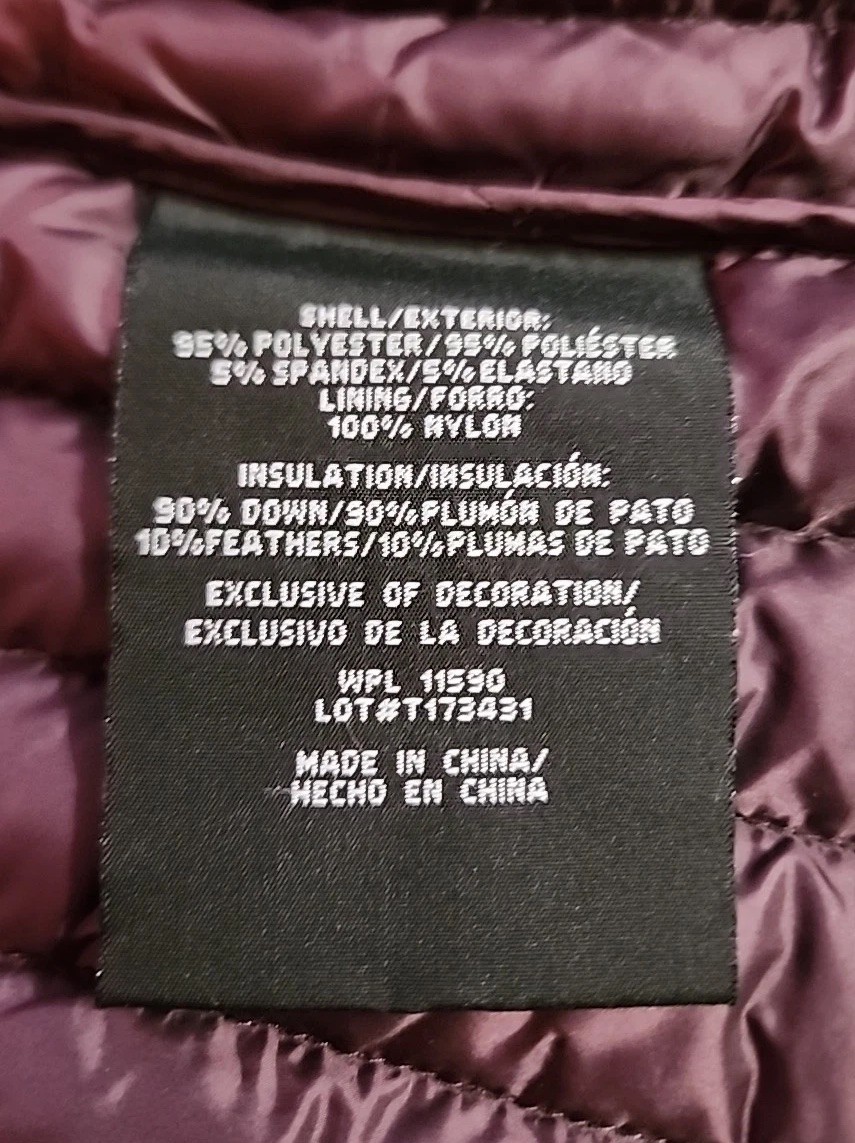 SHELL/EXTERIOR:
95% POLYESTER/95% POLIÉSTER
5% SPANDEX/5% ELASTANO
LINING/FORRO:
100% NYLON
INSULATION/INSULACIÓN:
90% DOWN/90% PLUMÓN DE PATO
10% FEATHERS/10% PLUMAS DE PATO
EXCLUSIVE OF DECORATION/
EXCLUSIVO DE LA DECORACIÓN
WPL 11590
LOT#T173431
MADE IN CHINA/
HECHO EN CHINA